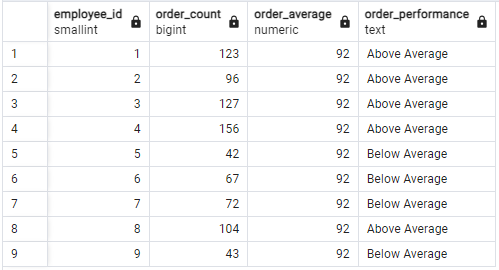 employee_id order_count order_average order_performance
smallint bigint numeric text
1 1 123 92 Above Average
2 2 96 92 Above Average
3 3 127 92 Above Average
4 4 156 92 Above Average
5 5 42 92 Below Average
6 6 67 92 Below Average
7 7 72 92 Below Average
8 8 104 92 Above Average
9 9 43 92 Below Average